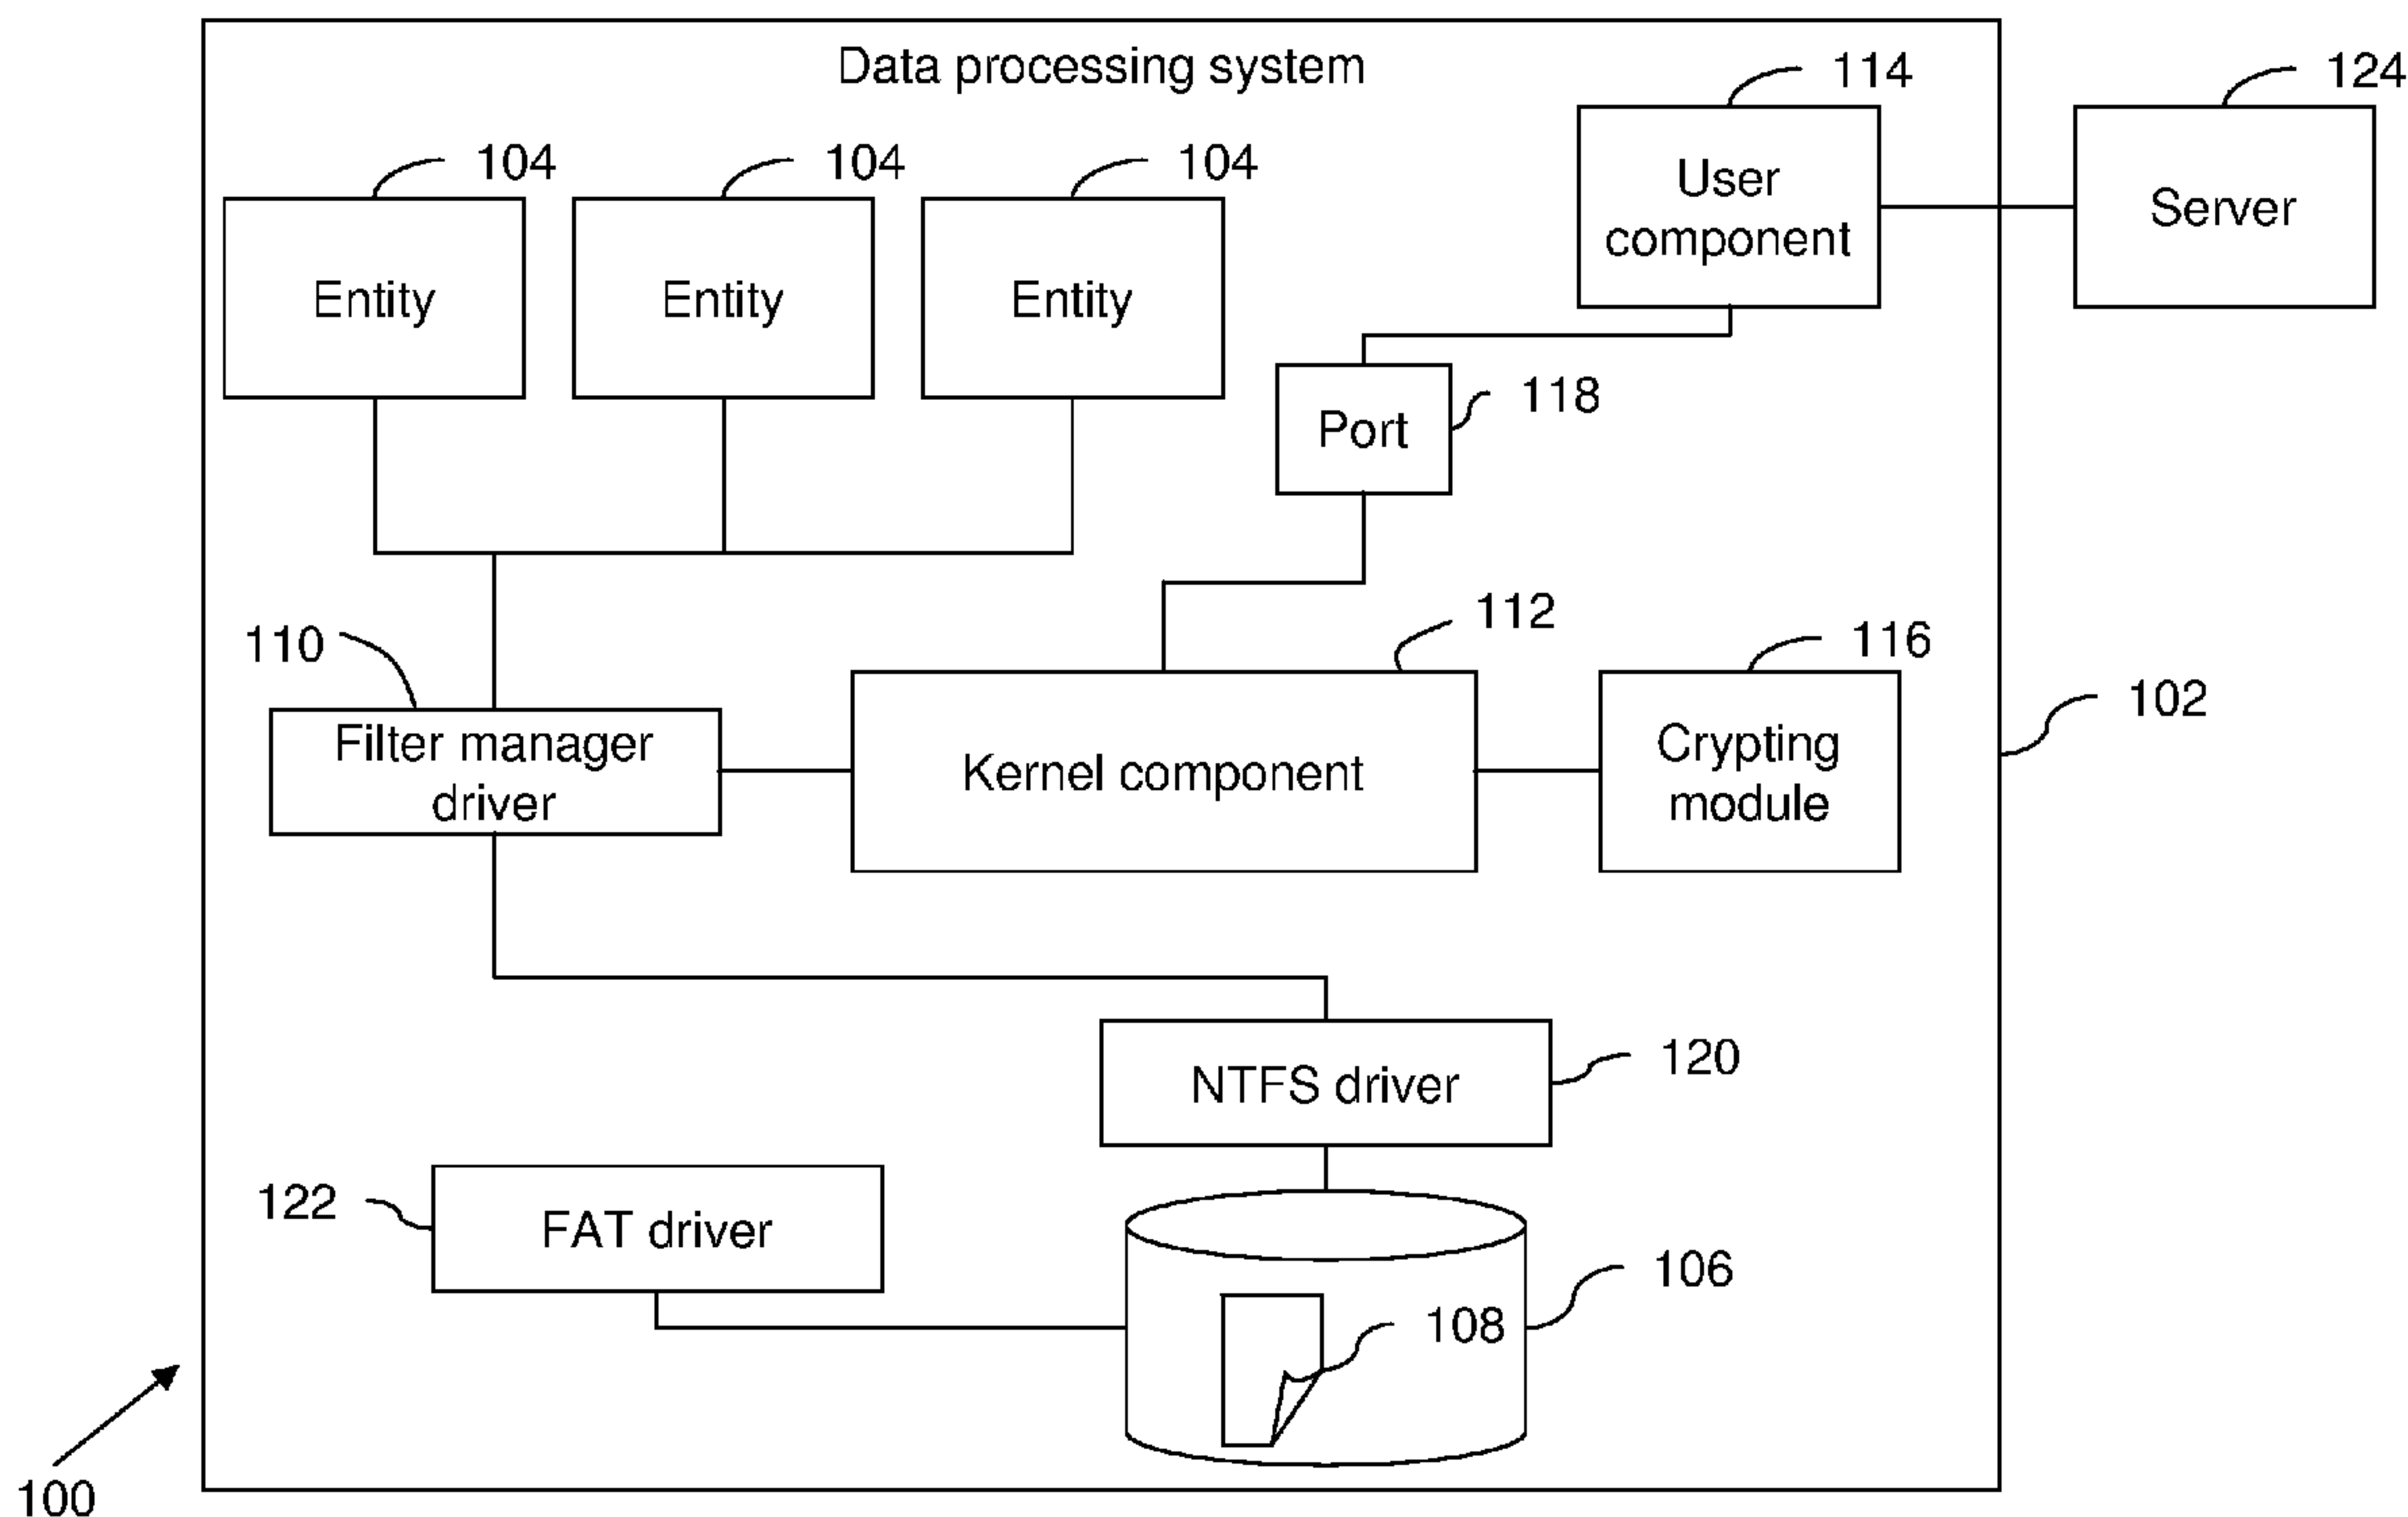 Data processing system
114
124
104
104
104
User
component
Server
Entity
Entity
Entity
118
Port
112
110
116
102
Filter manager
driver
Kernel component
Crypting
module
120
NTFS driver
122
FAT driver
106
108
100